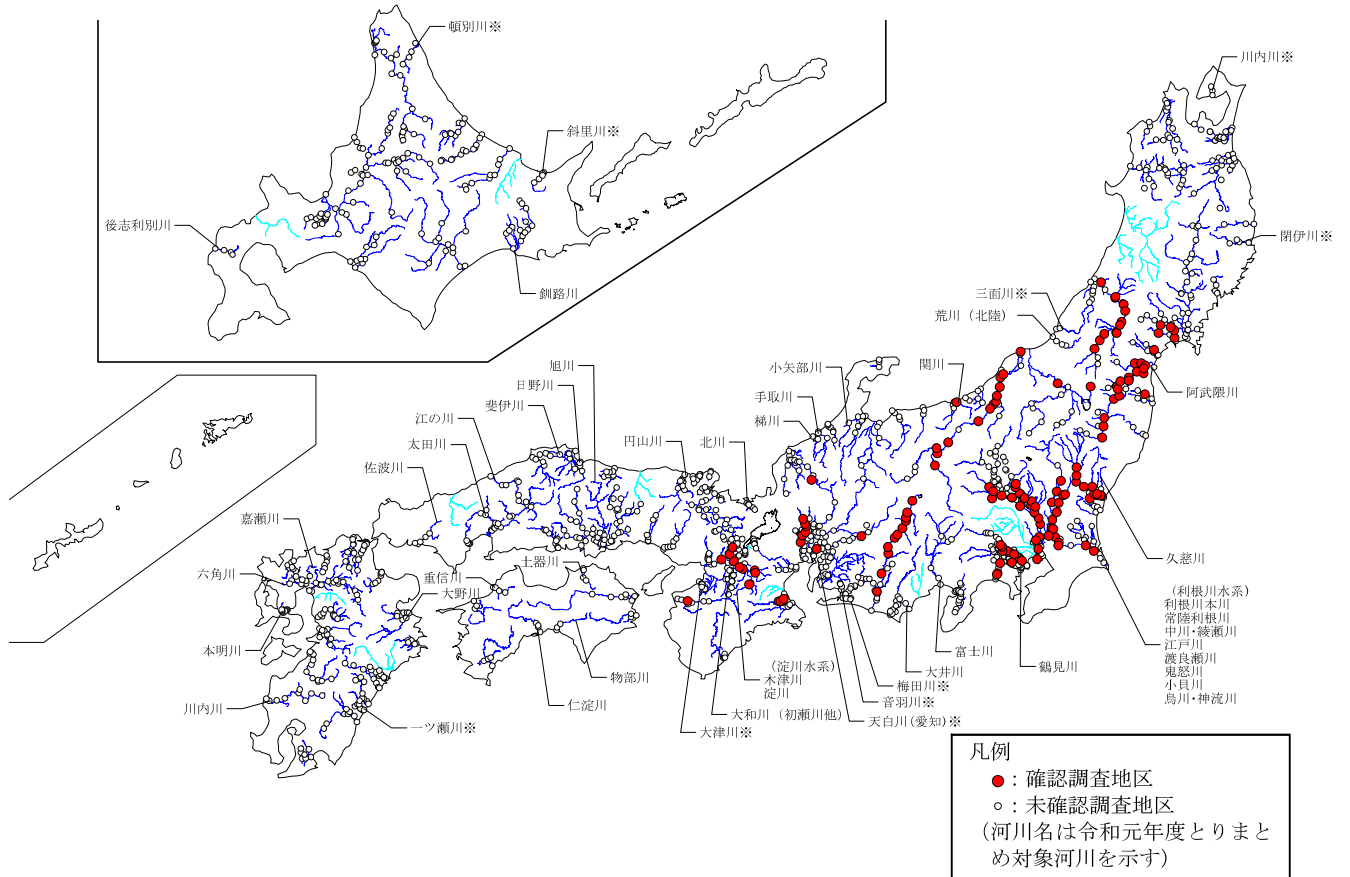 頓別川※
斜里川※
後志利別川
釧路川
川内川※
閉伊川※
三面川※
荒川（北陸）
阿武隈川
関川
小矢部川
手取川
梯川
北川
円山川
旭川
日野川
斐伊川
江の川
太田川
佐波川
嘉瀬川
六角川
本明川
川内川
一ツ瀬川※
大野川
重信川
土器川
物部川
仁淀川
（淀川水系）
木津川
淀川
大和川（初瀬川他）
大津川※
天白川(愛知)※
音羽川※
梅田川※
大井川
富士川
鶴見川
久慈川
（利根川水系）
利根川本川
常陸利根川
中川･綾瀬川
江戸川
渡良瀬川
鬼怒川
小貝川
烏川･神流川
凡例
：確認調査地区
：未確認調査地区
（河川名は令和元年度とりまと
め対象河川を示す）